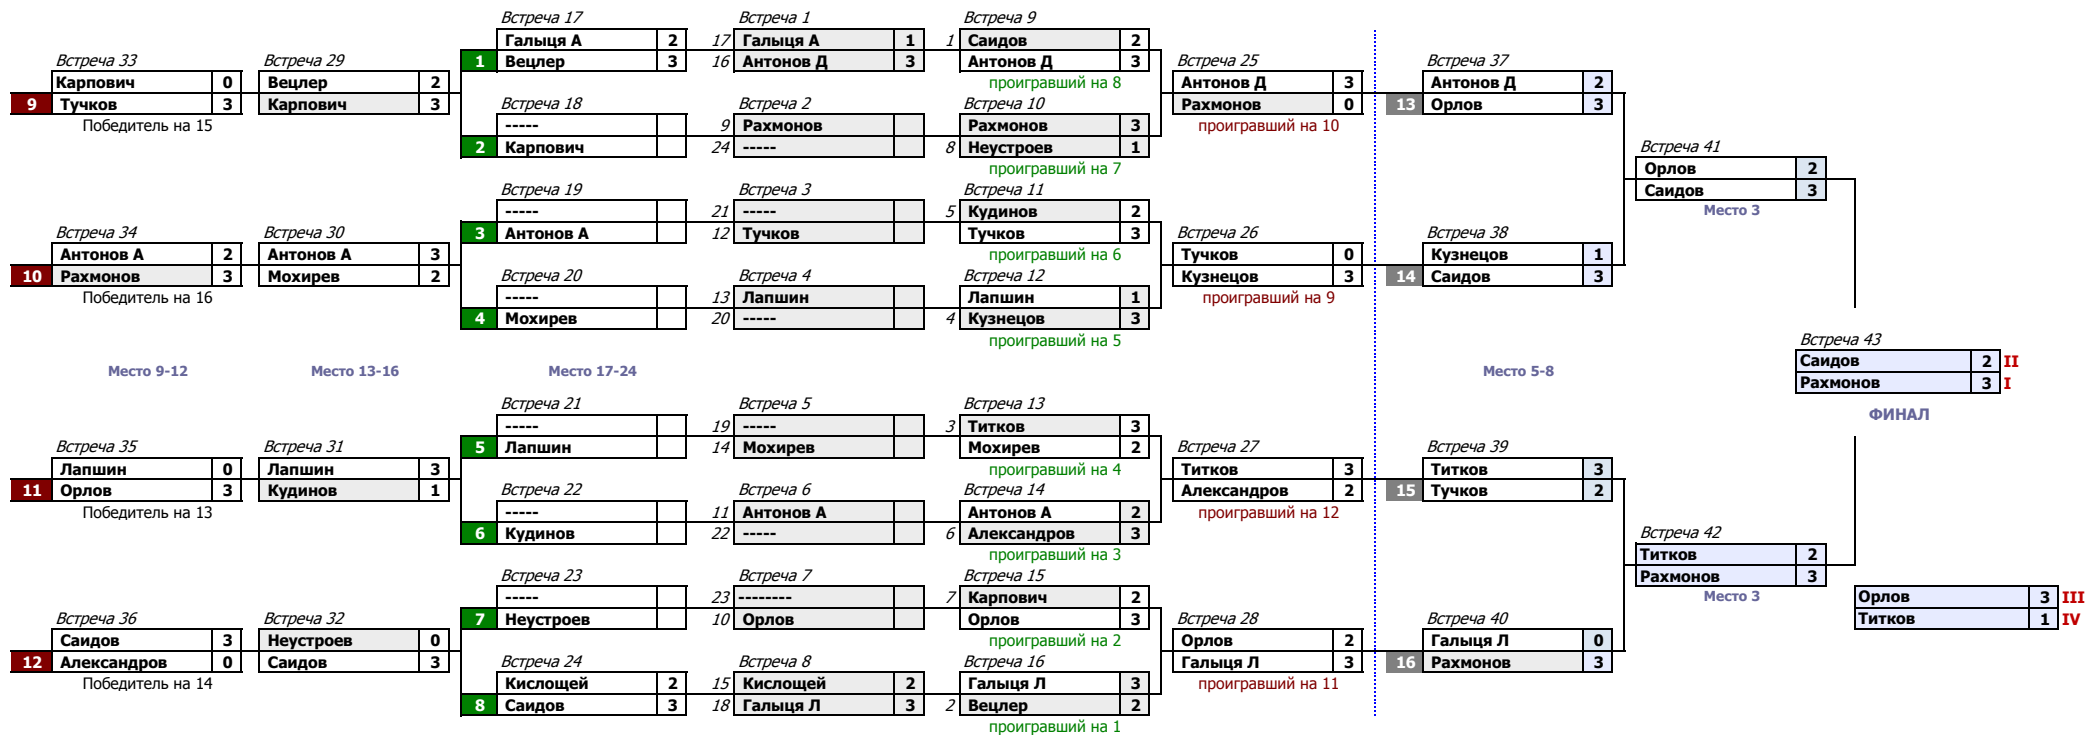 Встреча 17 Встреча 1 Встреча 9
Галыця А 2 17 Галыця А 1 1 Саидов 2
Встреча 33 Встреча 29 1 Вецлер 3 16 Антонов Д 3 Антонов Д 3 Встреча 25 Встреча 37
Карпович 0 Вецлер 2 проигравший на 8 Антонов Д 3 Антонов Д 2
9 Тучков 3 Карпович 3 Встреча 18 Встреча 2 Встреча 10 Рахмонов 0 13 Орлов 3
Победитель на 15 ----- 9 Рахмонов Рахмонов 3 проигравший на 10
2 Карпович 24 ----- 8 Неустроев 1 Встреча 41
проигравший на 7 Орлов 2
Встреча 19 Встреча 3 Встреча 11 Саидов 3
----- 21 ----- 5 Кудинов 2 Место 3
Встреча 34 Встреча 30 3 Антонов А 12 Тучков Тучков 3 Встреча 26 Встреча 38
Антонов А 2 Антонов А 3 проигравший на 6 Тучков 0 Кузнецов 1
10 Рахмонов 3 Мохирев 2 Встреча 20 Встреча 4 Встреча 12 Кузнецов 3 14 Саидов 3
Победитель на 16 ----- 13 Лапшин Лапшин 1 проигравший на 9
4 Мохирев 20 ----- 4 Кузнецов 3
проигравший на 5 Встреча 43
Саидов 2 II
Место 9-12 Место 13-16 Место 17-24 Место 5-8
Рахмонов 3 I
Встреча 21 Встреча 5 Встреча 13 ФИНАЛ
----- 19 ----- 3 Титков 3
Встреча 35 Встреча 31 5 Лапшин 14 Мохирев Мохирев 2 Встреча 27 Встреча 39
Лапшин 0 Лапшин 3 проигравший на 4 Титков 3 Титков 3
11 Орлов 3 Кудинов 1 Встреча 22 Встреча 6 Встреча 14 Александров 2 15 Тучков 2
Победитель на 13 ----- 11 Антонов А Антонов А 2 проигравший на 12
6 Кудинов 22 ----- 6 Александров 3 Встреча 42
проигравший на 3 Титков 2
Встреча 23 Встреча 7 Встреча 15 Рахмонов 3
----- 23 -------- 7 Карпович 2 Место 3 Орлов 3 III
Встреча 36 Встреча 32 7 Неустроев 10 Орлов Орлов 3 Встреча 28 Встреча 40 Титков 1 IV
Саидов 3 Неустроев 0 проигравший на 2 Орлов 2 Галыця Л 0
12 Александров 0 Саидов 3 Встреча 24 Встреча 8 Встреча 16 Галыця Л 3 16 Рахмонов 3
Победитель на 14 Кислощей 2 15 Кислощей 2 Галыця Л 3 проигравший на 11
8 Саидов 3 18 Галыця Л 3 2 Вецлер 2
проигравший на 1